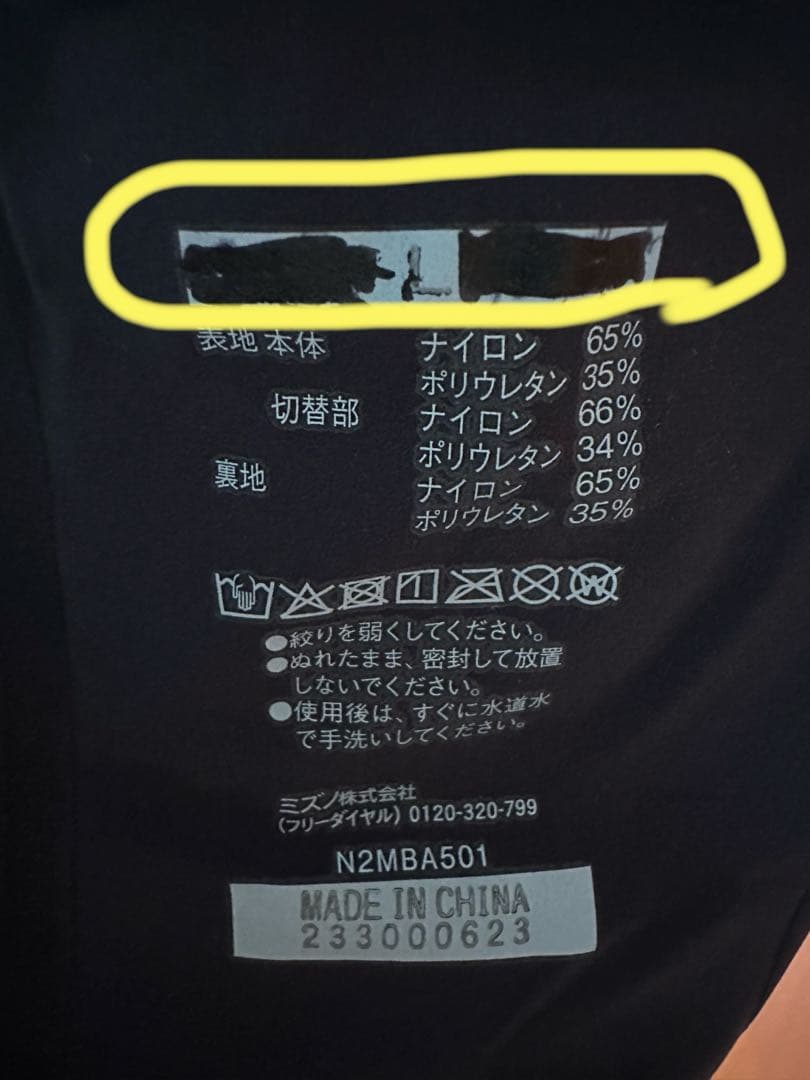 L
表地 本体 ナイロン 65%
ポリウレタン 35%
切替部 ナイロン 66%
ポリウレタン 34%
裏地 ナイロン 65%
ポリウレタン 35%
W
●絞りを弱くしてください。
●ぬれたまま、密封して放置
しないでください。
●使用後は、すぐに水道水
で手洗いしてください。
ミズノ株式会社
(フリーダイヤル) 0120-320-799
N2MBA501
MADE IN CHINA
233000623